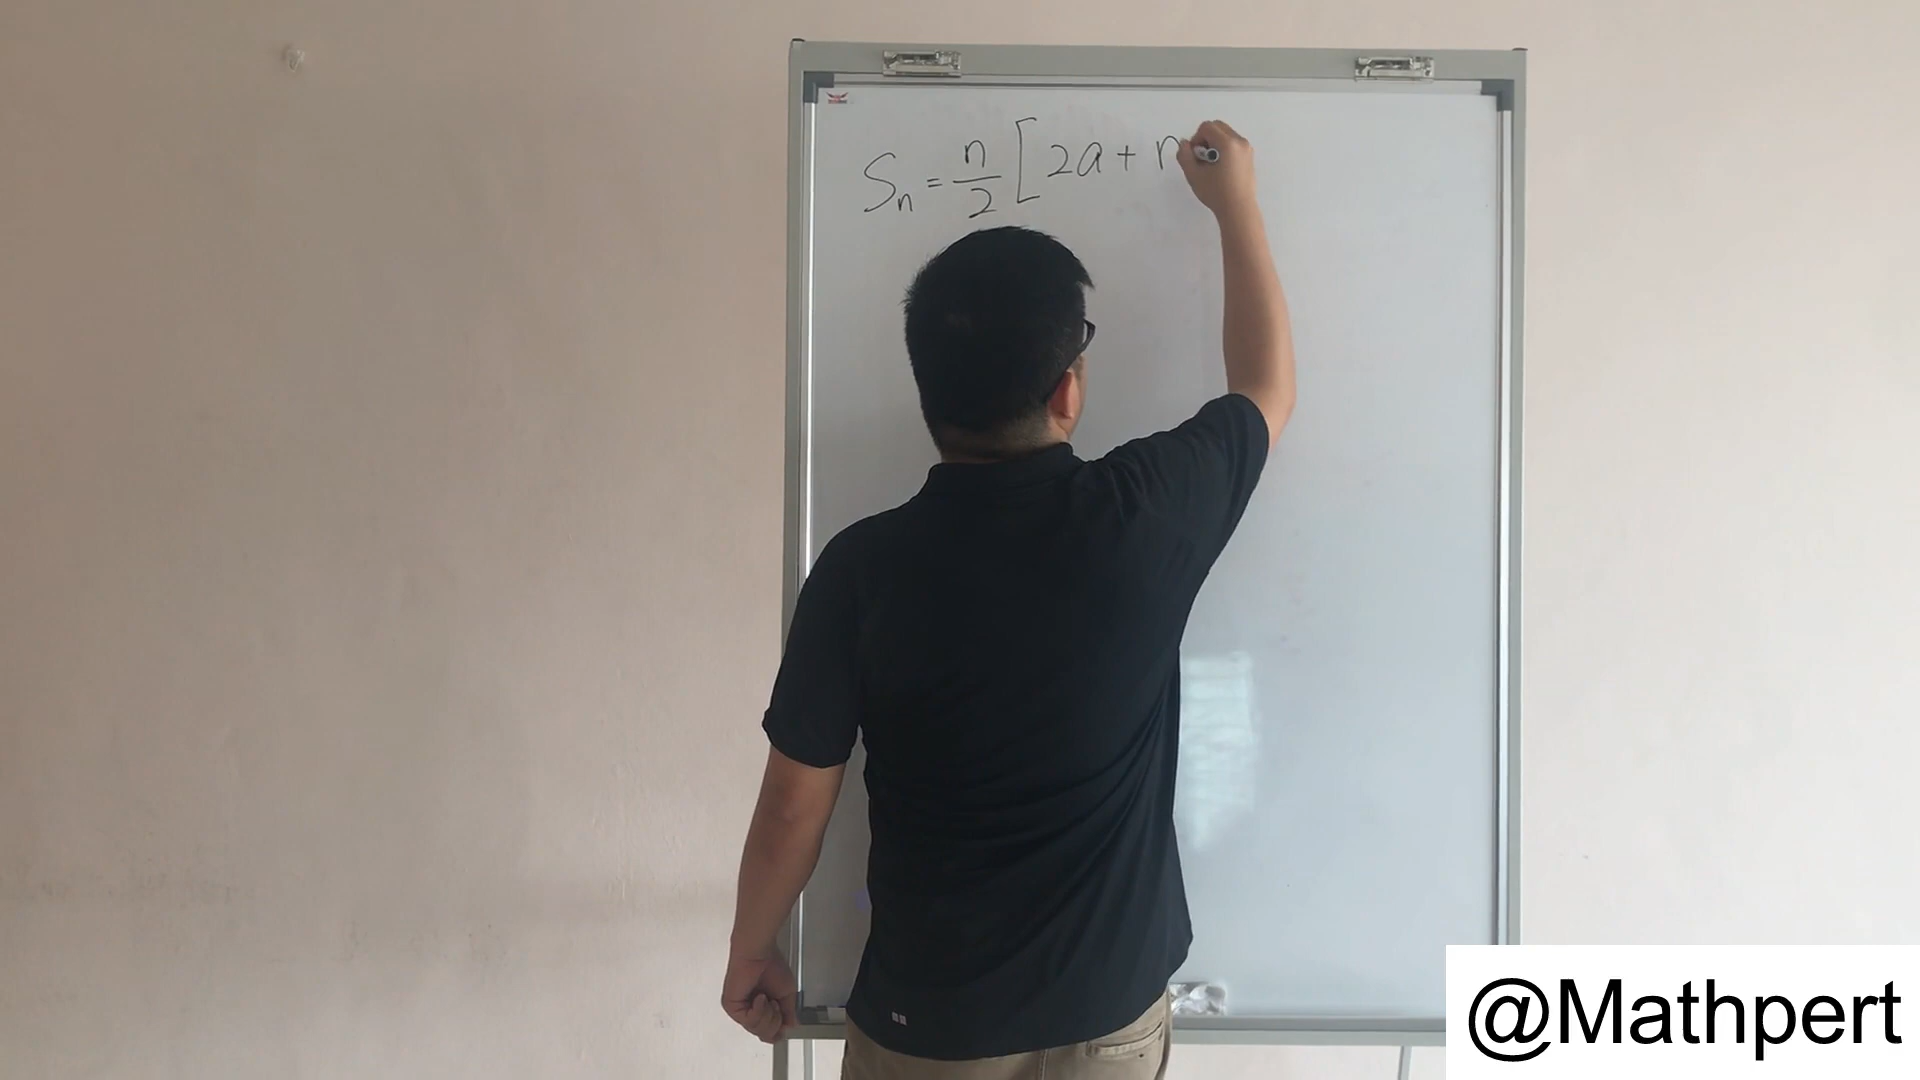 Sₙ = n/2 [2a + n
@Mathpert